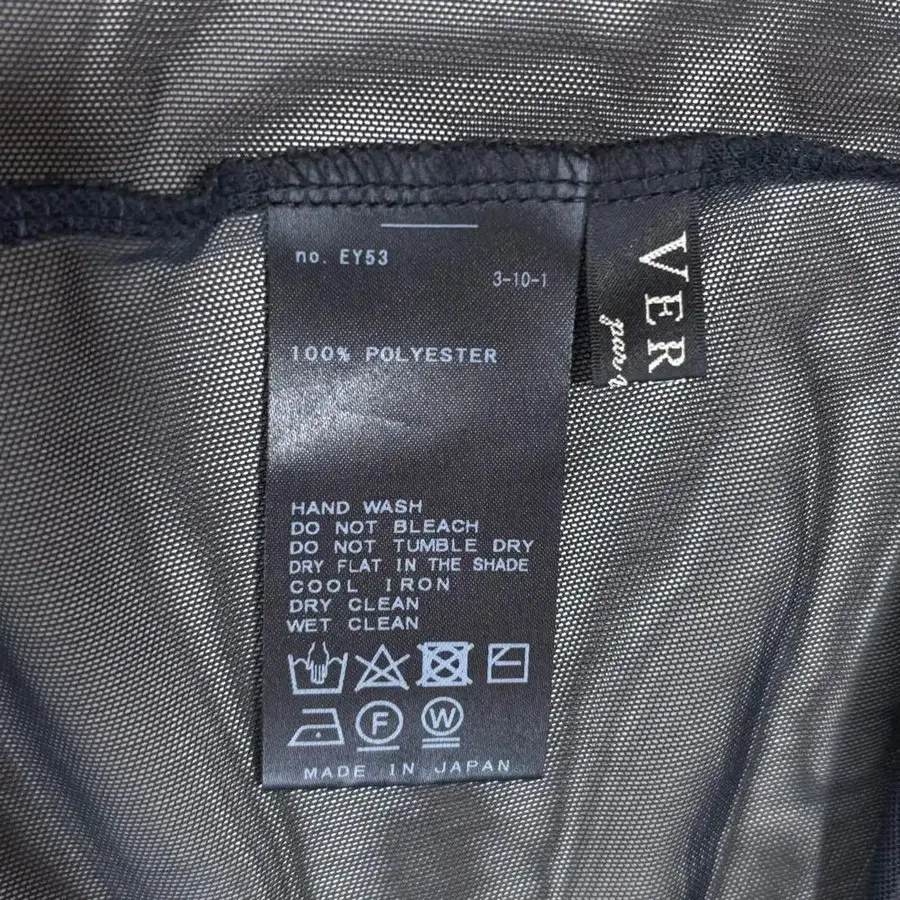 no. EY53
3-10-1
100% POLYESTER
HAND WASH
DO NOT BLEACH
DO NOT TUMBLE DRY
DRY FLAT IN THE SHADE
COOL IRON
DRY CLEAN
WET CLEAN
F
W
MADE IN JAPAN
VER
par